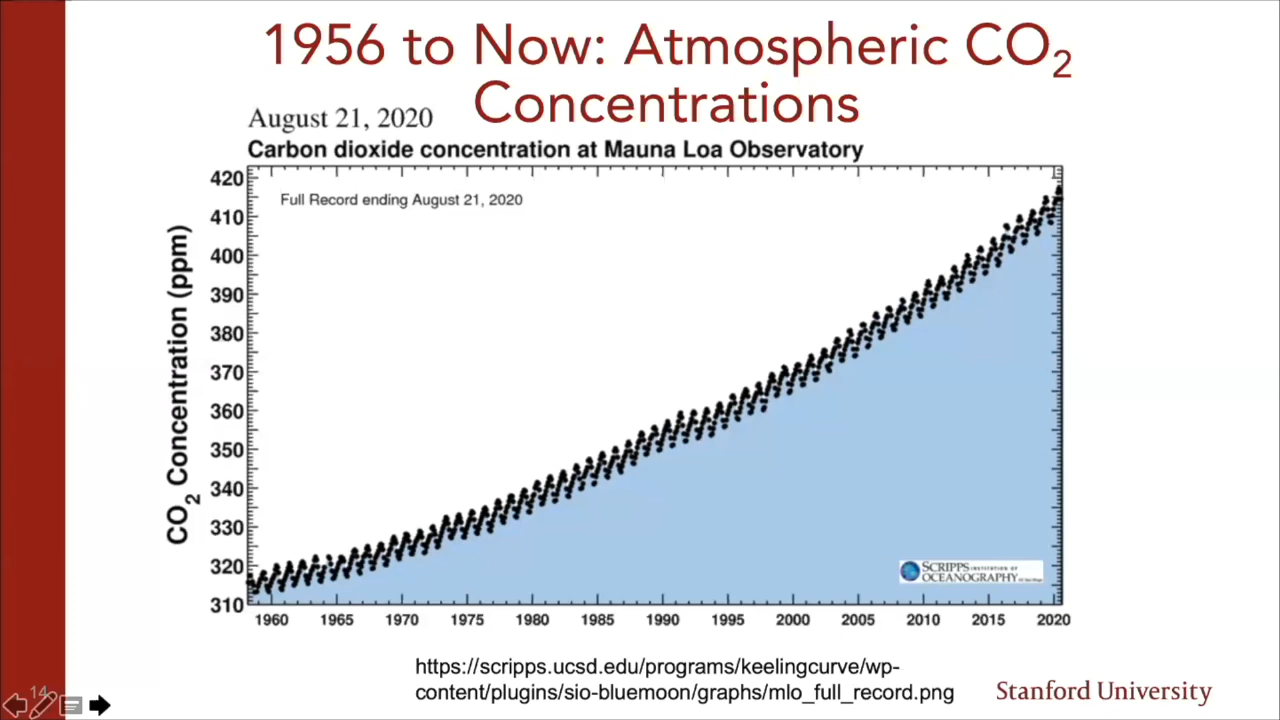 1956 to Now: Atmospheric CO₂
Concentrations
August 21, 2020
Carbon dioxide concentration at Mauna Loa Observatory
Full Record ending August 21, 2020
CO₂ Concentration (ppm)
420
410
400
390
380
370
360
350
340
330
320
310
1960 1965 1970 1975 1980 1985 1990 1995 2000 2005 2010 2015 2020
SCRIPPS INSTITUTION OF
OCEANOGRAPHY
https://scripps.ucsd.edu/programs/keelingcurve/wp-
content/plugins/sio-bluemoon/graphs/mlo_full_record.png
Stanford University
14